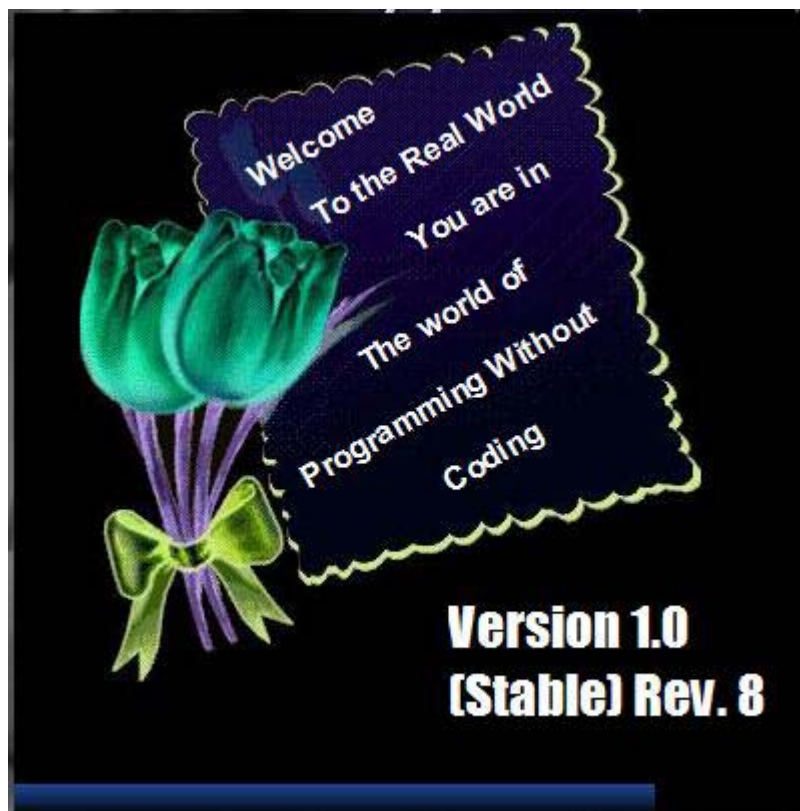 Welcome
To the Real World
You are in
The world of
Programming Without
Coding
Version 1.0
(Stable) Rev. 8